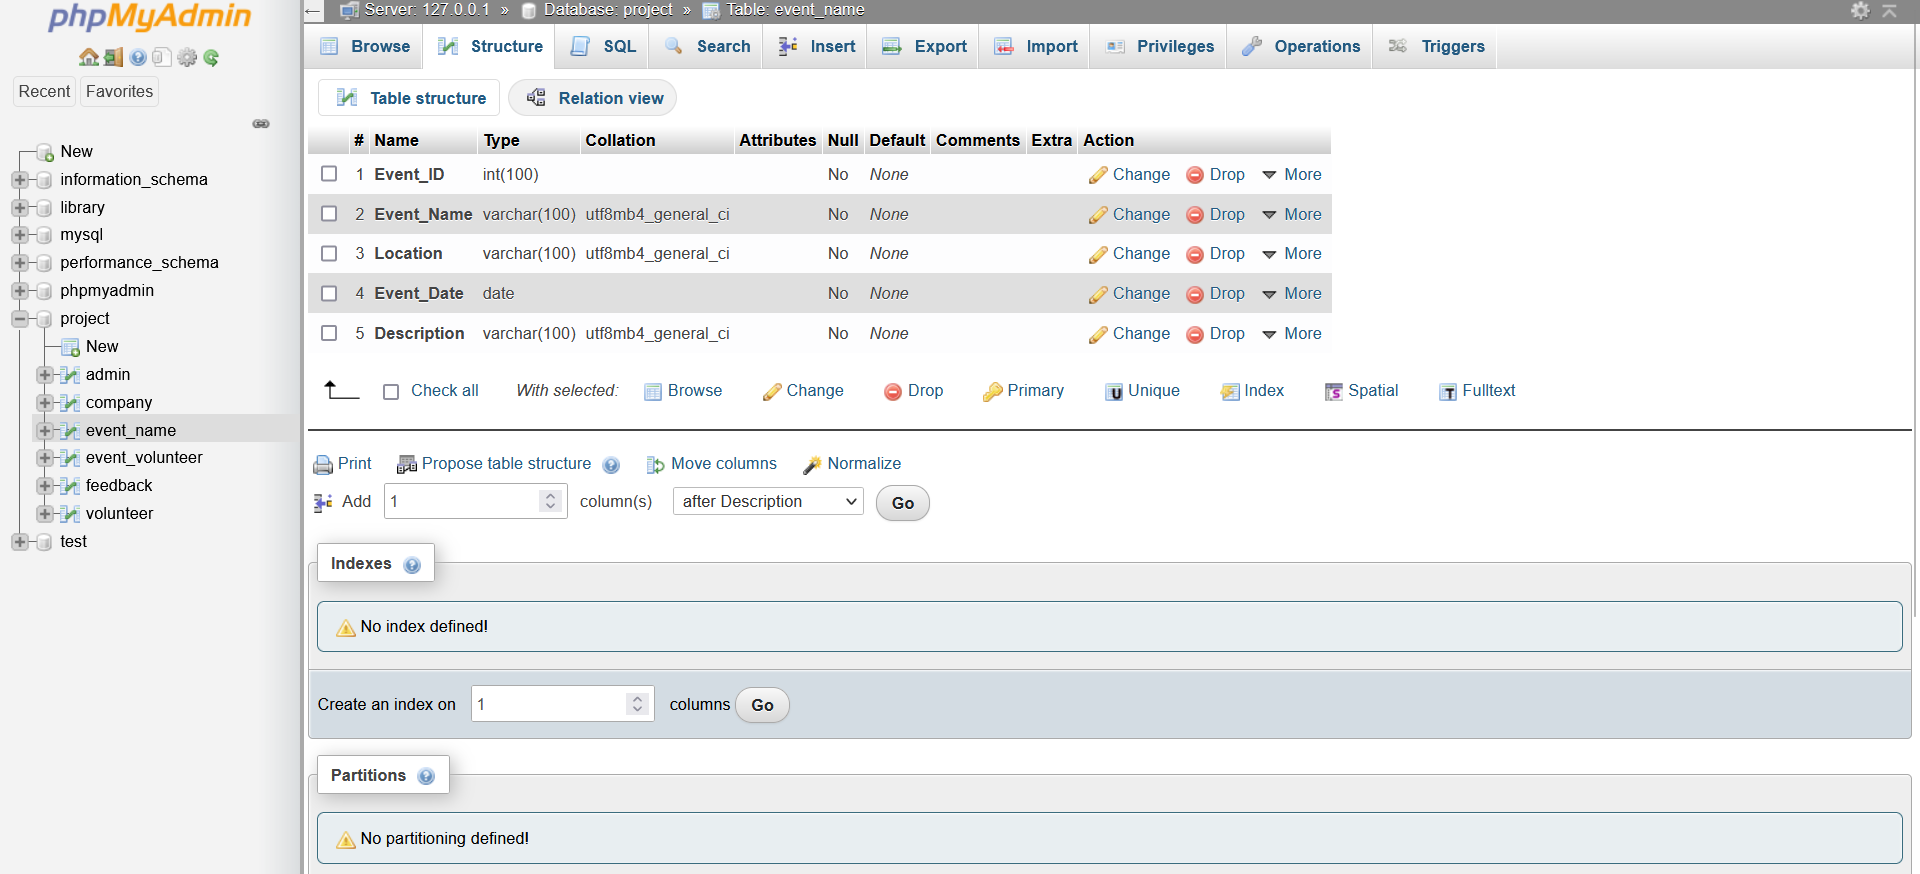 phpMyAdmin
Recent Favorites
New
information_schema
library
mysql
performance_schema
phpmyadmin
project
New
admin
company
event_name
event_volunteer
feedback
volunteer
test
Server: 127.0.0.1 » Database: project » Table: event_name
Browse Structure SQL Search Insert Export Import Privileges Operations Triggers
Table structure Relation view
# Name Type Collation Attributes Null Default Comments Extra Action
1 Event_ID int(100) No None Change Drop More
2 Event_Name varchar(100) utf8mb4_general_ci No None Change Drop More
3 Location varchar(100) utf8mb4_general_ci No None Change Drop More
4 Event_Date date No None Change Drop More
5 Description varchar(100) utf8mb4_general_ci No None Change Drop More
Check all With selected: Browse Change Drop Primary Unique Index Spatial Fulltext
Print Propose table structure Move columns Normalize
Add 1 column(s) after Description Go
Indexes
No index defined!
Create an index on 1 columns Go
Partitions
No partitioning defined!